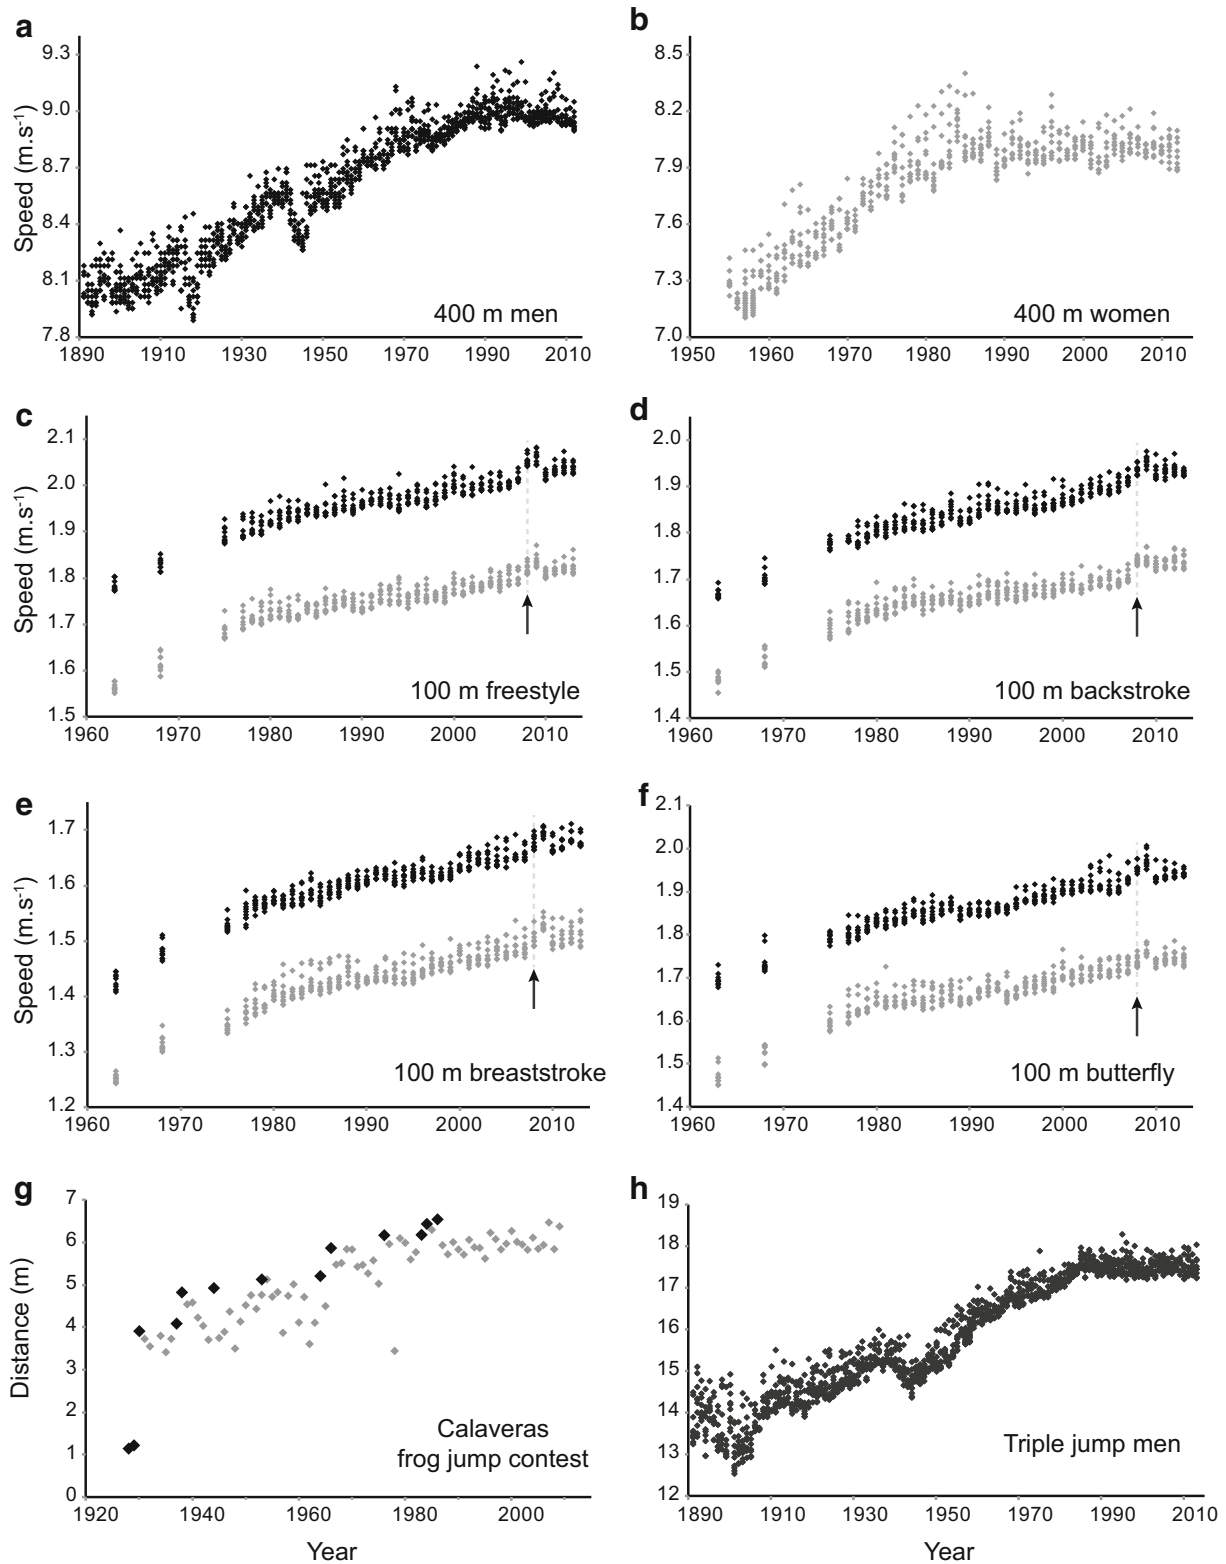 a
9.3
9.0
8.7
8.4
8.1
7.8
Speed (m.s-1)
400 m men
1890 1910 1930 1950 1970 1990 2010
b
8.5
8.2
7.9
7.6
7.3
7.0
400 m women
1950 1960 1970 1980 1990 2000 2010
c
2.1
2.0
1.9
1.8
1.7
1.6
1.5
Speed (m.s-1)
100 m freestyle
1960 1970 1980 1990 2000 2010
d
2.0
1.9
1.8
1.7
1.6
1.5
1.4
100 m backstroke
1960 1970 1980 1990 2000 2010
e
1.7
1.6
1.5
1.4
1.3
1.2
Speed (m.s-1)
100 m breaststroke
1960 1970 1980 1990 2000 2010
f
2.1
2.0
1.9
1.8
1.7
1.6
1.5
1.4
100 m butterfly
1960 1970 1980 1990 2000 2010
g
7
6
5
4
3
2
1
0
Distance (m)
Calaveras
frog jump contest
1920 1940 1960 1980 2000
Year
h
19
18
17
16
15
14
13
12
Triple jump men
1890 1910 1930 1950 1970 1990 2010
Year